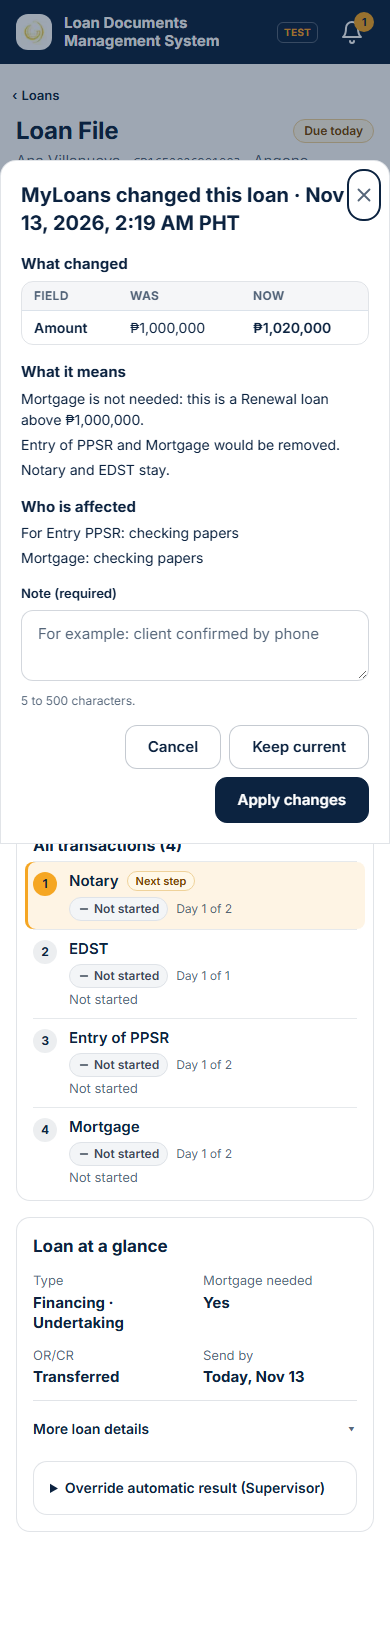 Loan Documents
Management System
TEST
1
‹ Loans
Loan File
Due today
MyLoans changed this loan · Nov
13, 2026, 2:19 AM PHT
What changed
FIELD WAS NOW
Amount ₱1,000,000 ₱1,020,000
What it means
Mortgage is not needed: this is a Renewal loan
above ₱1,000,000.
Entry of PPSR and Mortgage would be removed.
Notary and EDST stay.
Who is affected
For Entry PPSR: checking papers
Mortgage: checking papers
Note (required)
For example: client confirmed by phone
5 to 500 characters.
Cancel
Keep current
Apply changes
All transactions (4)
1 Notary Next step
— Not started Day 1 of 2
2 EDST
— Not started Day 1 of 1
Not started
3 Entry of PPSR
— Not started Day 1 of 2
Not started
4 Mortgage
— Not started Day 1 of 2
Not started
Loan at a glance
Type Mortgage needed
Financing · Yes
Undertaking
OR/CR Send by
Transferred Today, Nov 13
More loan details ▾
▶ Override automatic result (Supervisor)